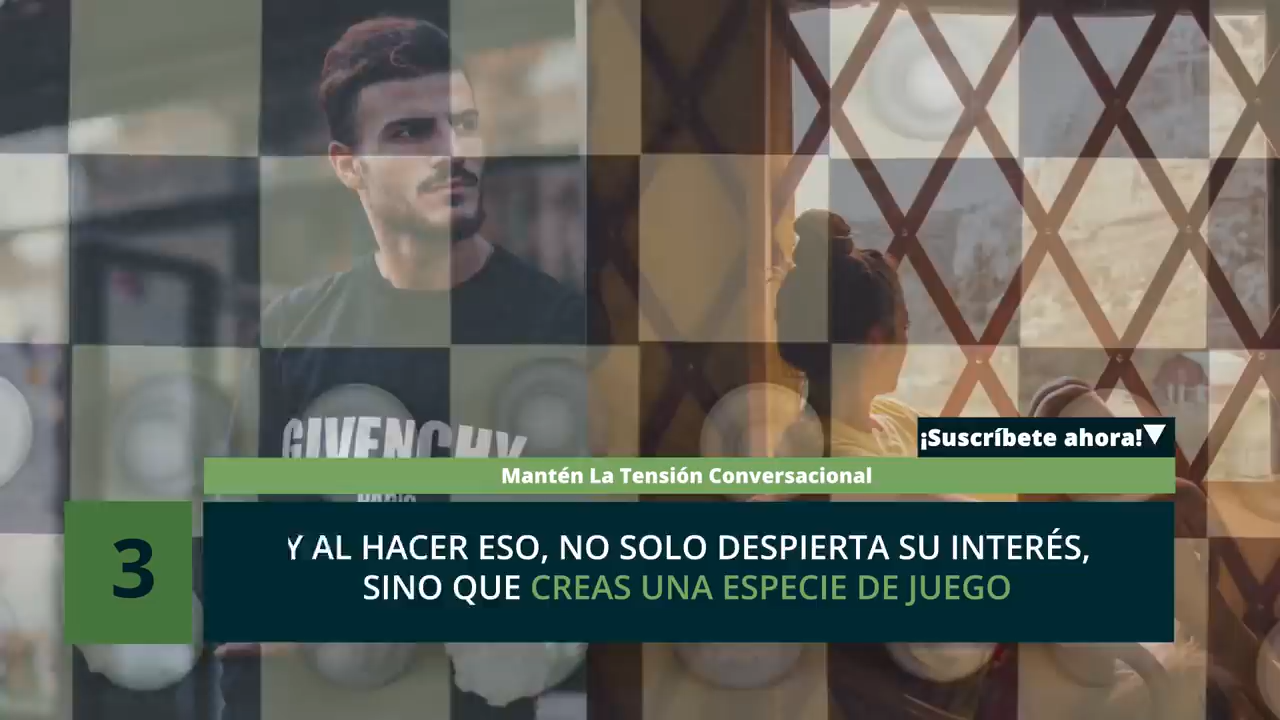 GIVENCHY
PARIS
¡Suscríbete ahora!
Mantén La Tensión Conversacional
3
Y AL HACER ESO, NO SOLO DESPIERTA SU INTERÉS,
SINO QUE CREAS UNA ESPECIE DE JUEGO